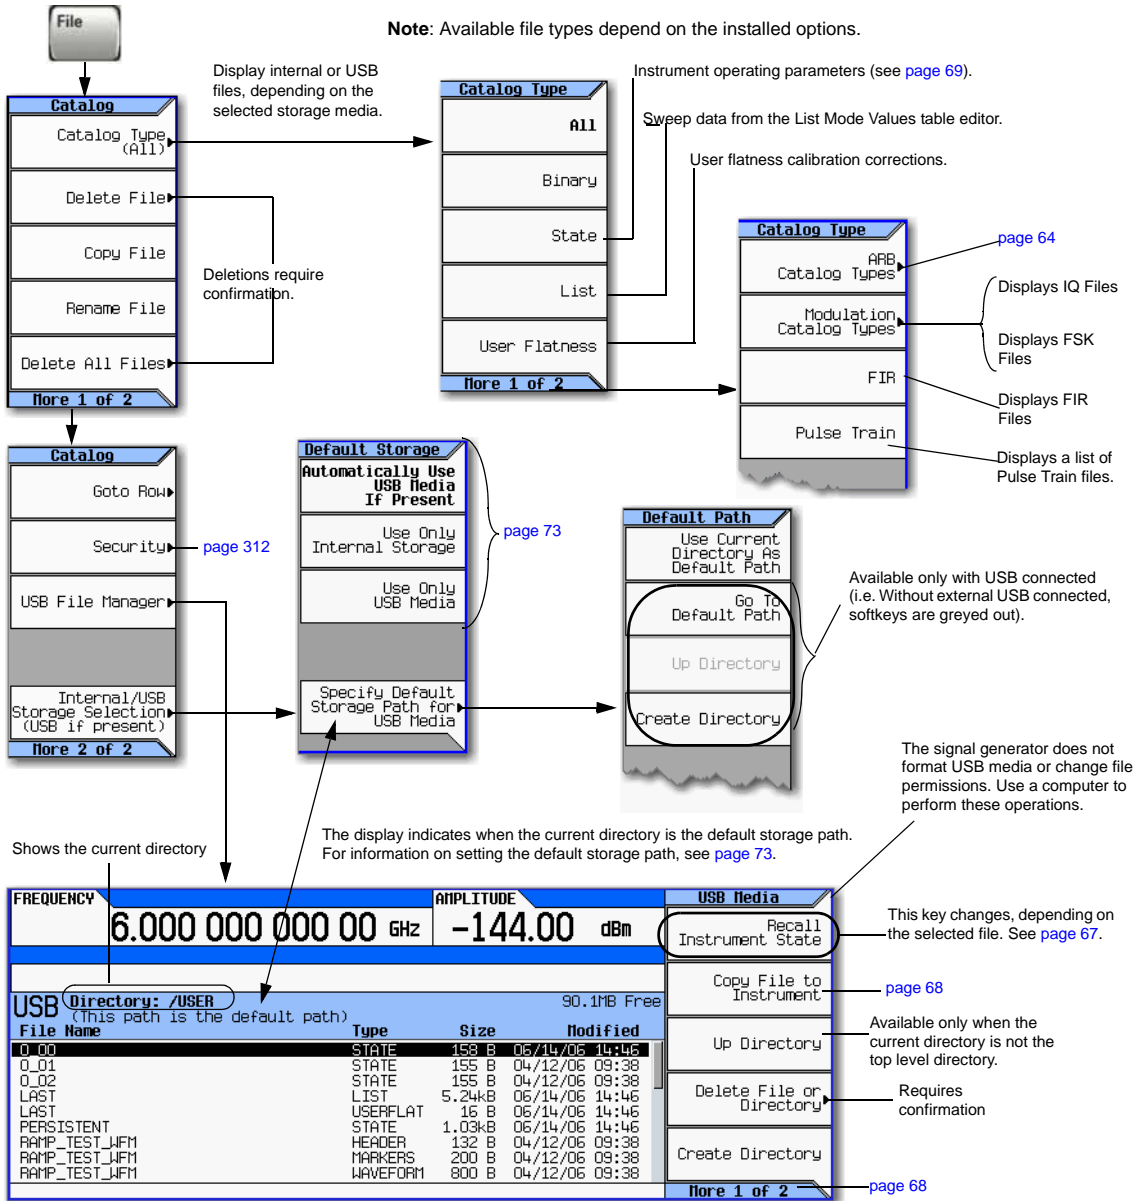 File
Note: Available file types depend on the installed options.
Display internal or USB
files, depending on the
selected storage media.
Instrument operating parameters (see page 69).
Sweep data from the List Mode Values table editor.
User flatness calibration corrections.
Catalog
Catalog Type
(All)
Delete File
Copy File
Rename File
Delete All Files
More 1 of 2
Deletions require
confirmation.
Catalog Type
All
Binary
State
List
User Flatness
More 1 of 2
Catalog Type
ARB
Catalog Types
Modulation
Catalog Types
FIR
Pulse Train
page 64
Displays IQ Files
Displays FSK
Files
Displays FIR
Files
Displays a list of
Pulse Train files.
Catalog
Goto Row
Security
USB File Manager
Internal/USB
Storage Selection
(USB if present)
More 2 of 2
page 312
Default Storage
Automatically Use
USB Media
If Present
Use Only
Internal Storage
Use Only
USB Media
Specify Default
Storage Path for
USB Media
page 73
Default Path
Use Current
Directory As
Default Path
Go To
Default Path
Up Directory
Create Directory
Available only with USB connected
(i.e. Without external USB connected,
softkeys are greyed out).
The signal generator does not
format USB media or change file
permissions. Use a computer to
perform these operations.
Shows the current directory
The display indicates when the current directory is the default storage path.
For information on setting the default storage path, see page 73.
FREQUENCY
6.000 000 000 00 GHz
AMPLITUDE
-144.00 dBm
USB Directory: /USER
(This path is the default path)
90.1MB Free
File Name Type Size Modified
0_00 STATE 158 B 06/14/06 14:46
0_01 STATE 155 B 04/12/06 09:38
0_02 STATE 155 B 04/12/06 09:38
LAST LIST 5.24kB 06/14/06 14:46
LAST USERFLAT 16 B 06/14/06 14:46
PERSISTENT STATE 1.03kB 06/14/06 14:46
RAMP_TEST_WFM HEADER 132 B 04/12/06 09:38
RAMP_TEST_WFM MARKERS 200 B 04/12/06 09:38
RAMP_TEST_WFM WAVEFORM 800 B 04/12/06 09:38
USB Media
Recall
Instrument State
Copy File to
Instrument
Up Directory
Delete File or
Directory
Create Directory
More 1 of 2
This key changes, depending on
the selected file. See page 67.
page 68
Available only when the
current directory is not the
top level directory.
Requires
confirmation
page 68